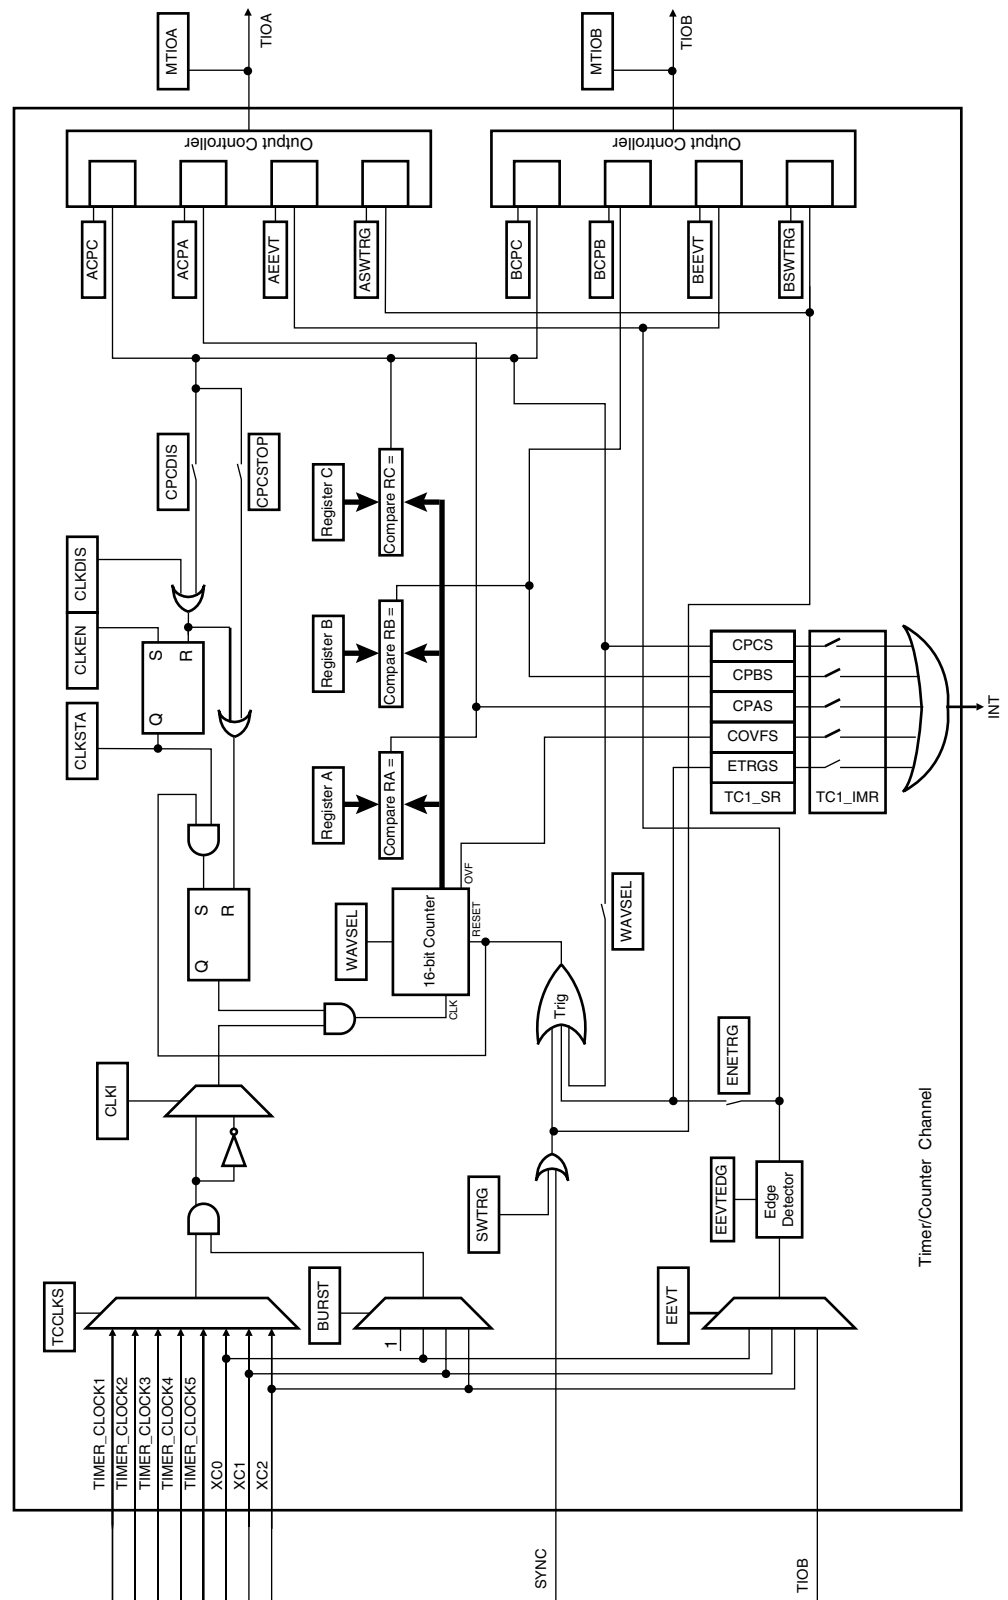 TIMER_CLOCK1
TIMER_CLOCK2
TIMER_CLOCK3
TIMER_CLOCK4
TIMER_CLOCK5
XC0
XC1
XC2
TCCLKS
CLKI
Q
S
R
CLKSTA
CLKEN
CLKDIS
Q
S
R
CPCDIS
CPCSTOP
BURST
1
WAVSEL
16-bit Counter
CLK
RESET
OVF
Register A
Register B
Register C
Compare RA =
Compare RB =
Compare RC =
SYNC
SWTRG
Trig
WAVSEL
TIOB
EEVT
EEVTEDG
Edge
Detector
ENETRG
TC1_SR
ETRGS
COVFS
CPAS
CPBS
CPCS
TC1_IMR
INT
ACPC
ACPA
AEEVT
ASWTRG
Output Controller
MTIOA
TIOA
BCPC
BCPB
BEEVT
BSWTRG
Output Controller
MTIOB
TIOB
Timer/Counter Channel